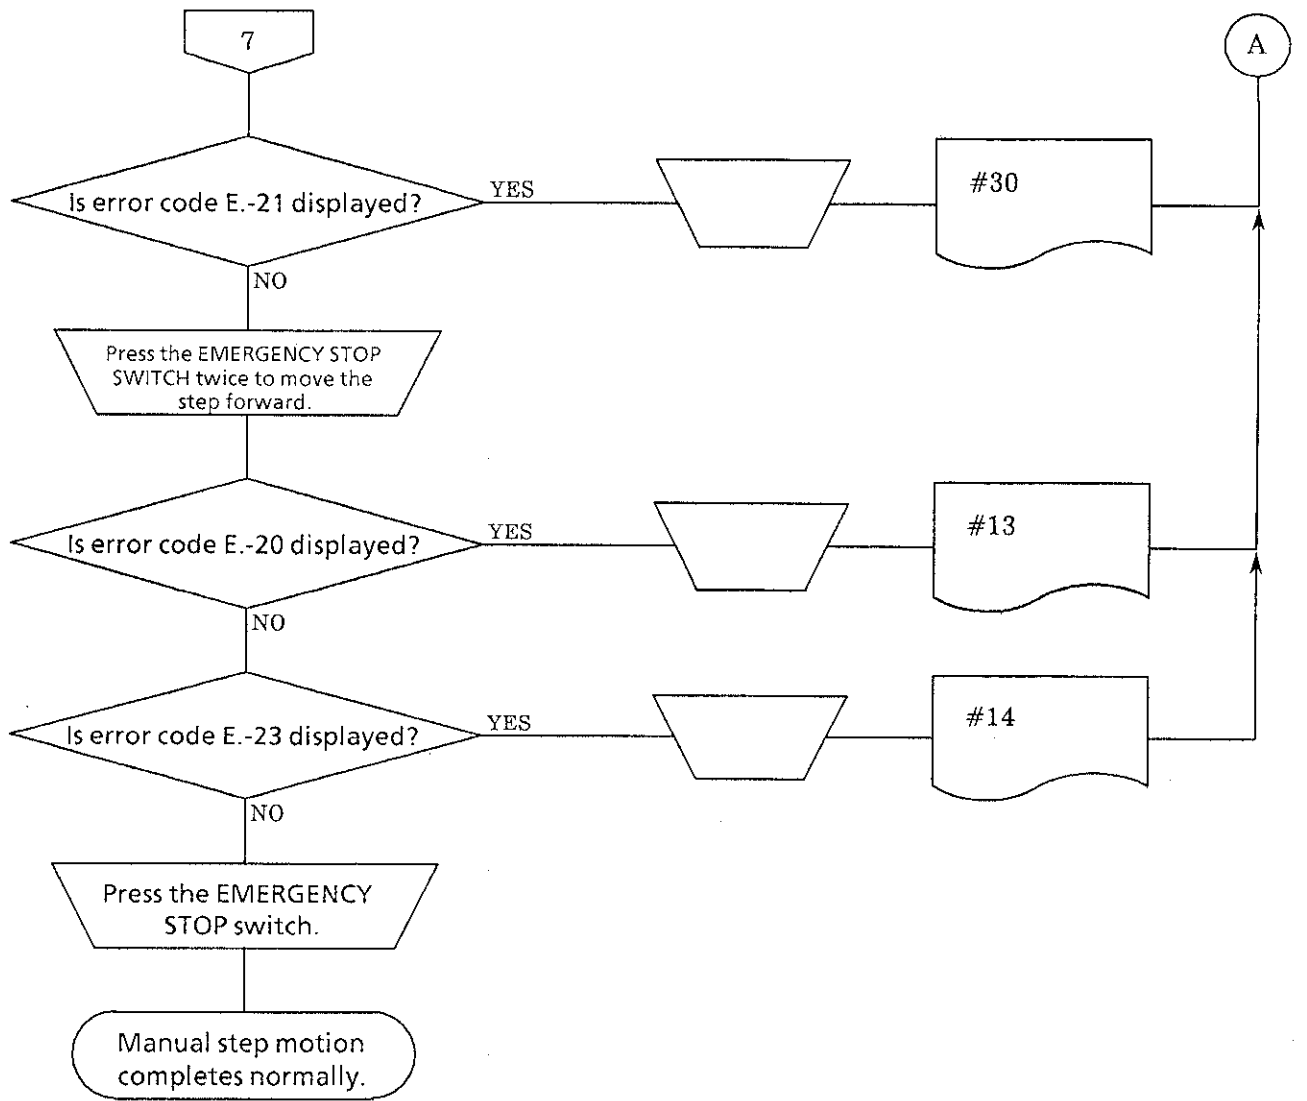 7
A
Is error code E.-21 displayed?
YES
#30
NO
Press the EMERGENCY STOP
SWITCH twice to move the
step forward.
Is error code E.-20 displayed?
YES
#13
NO
Is error code E.-23 displayed?
YES
#14
NO
Press the EMERGENCY
STOP switch.
Manual step motion
completes normally.